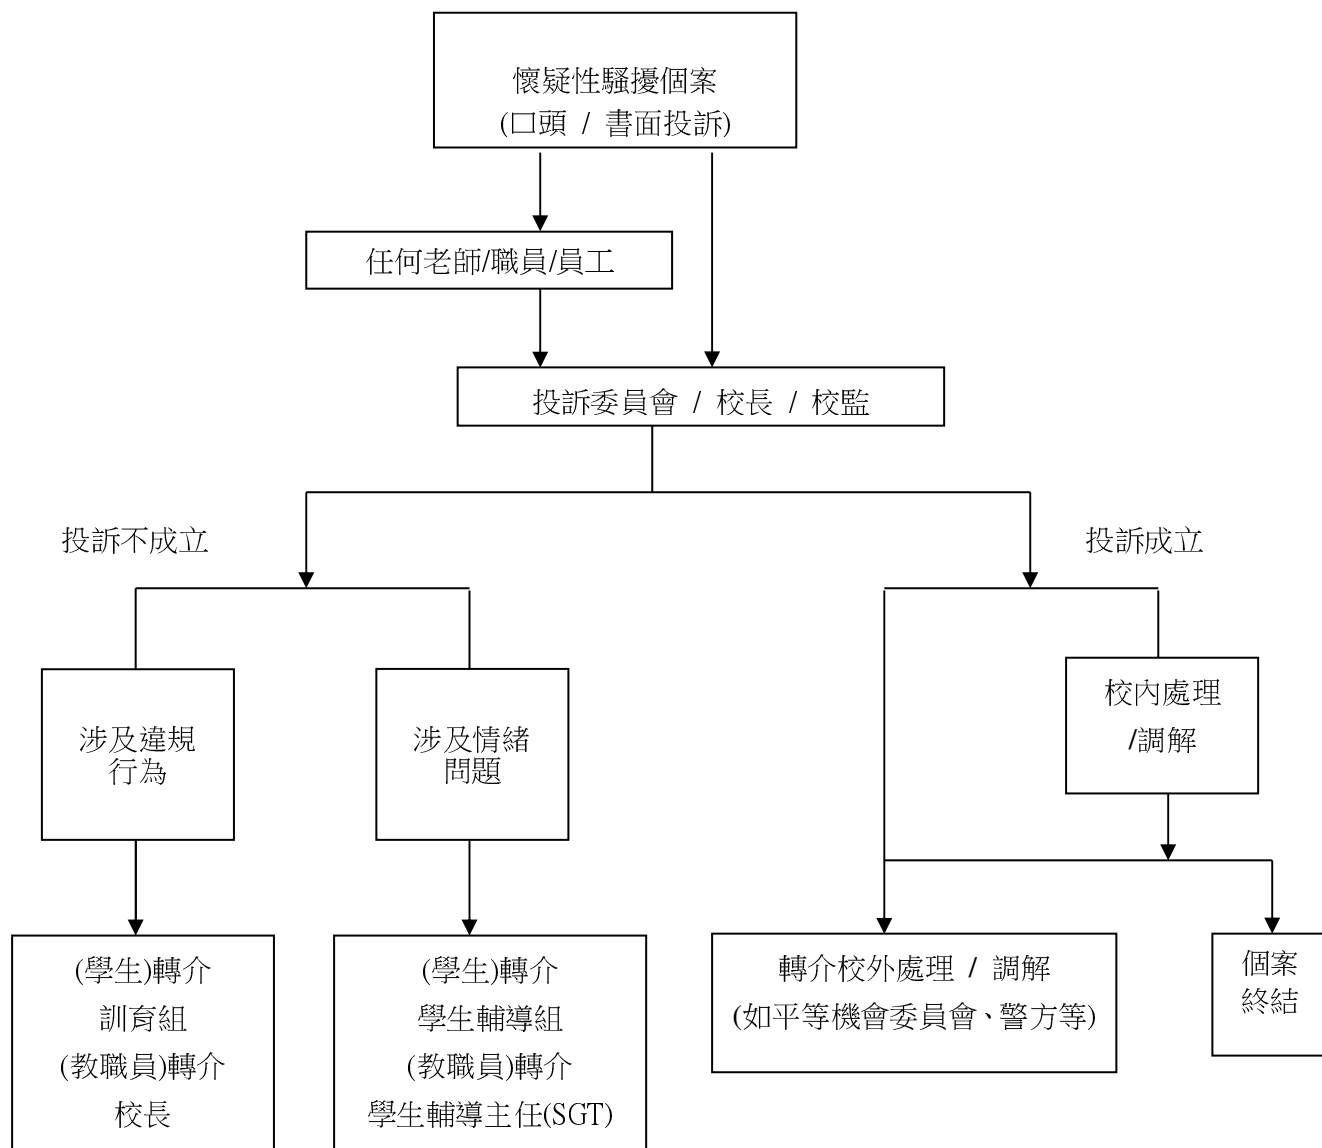 懷疑性騷擾個案
(口頭 / 書面投訴)
任何老師/職員/員工
投訴委員會 / 校長 / 校監
投訴不成立
投訴成立
涉及違規
行為
涉及情緒
問題
校內處理
/調解
(學生)轉介
訓育組
(教職員)轉介
校長
(學生)轉介
學生輔導組
(教職員)轉介
學生輔導主任(SGT)
轉介校外處理 / 調解
(如平等機會委員會、警方等)
個案
終結